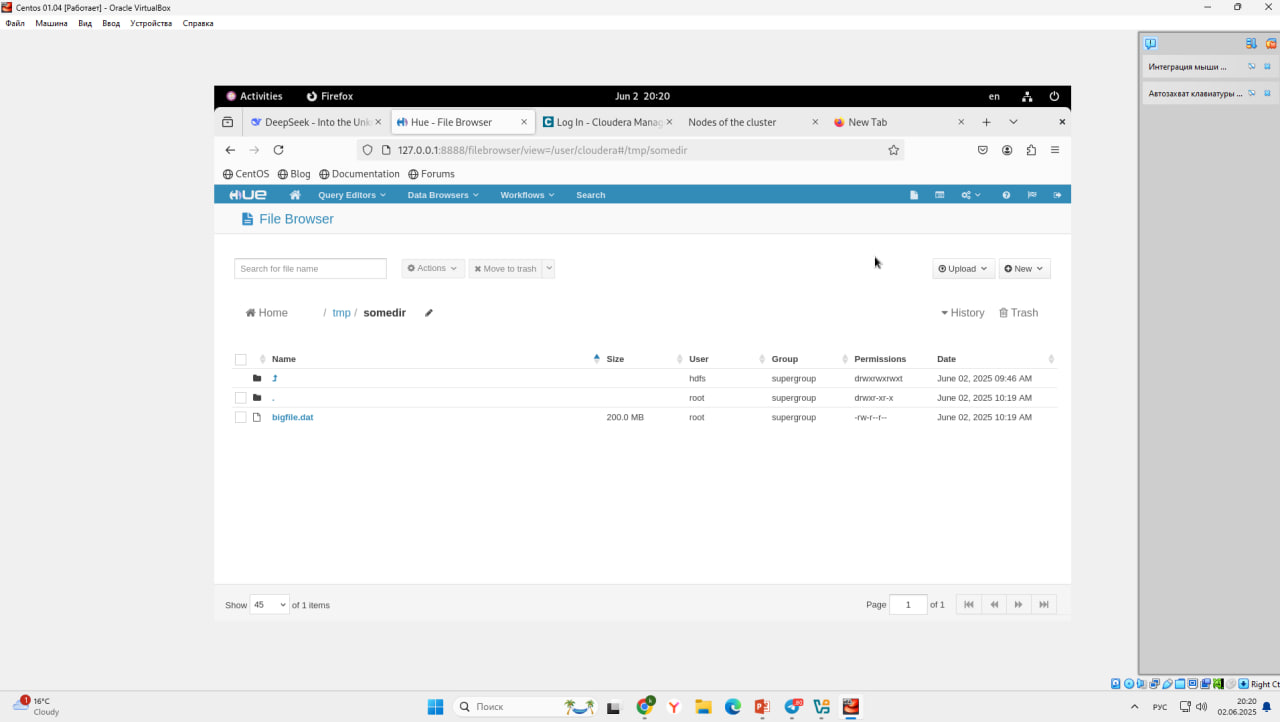 Centos 01.04 [Работает] - Oracle VirtualBox
Файл Машина Вид Ввод Устройства Справка
Интеграция мыши ...
Автозахват клавиатуры ...
Activities Firefox Jun 2 20:20 en
DeepSeek - Into the Unk Hue - File Browser Log In - Cloudera Manag Nodes of the cluster New Tab
127.0.0.1:8888/filebrowser/view=/user/cloudera#/tmp/somedir
CentOS Blog Documentation Forums
HUE Query Editors Data Browsers Workflows Search
File Browser
Search for file name Actions Move to trash Upload New
Home / tmp / somedir History Trash
Name Size User Group Permissions Date
hdfs supergroup drwxrwxrwxt June 02, 2025 09:46 AM
. root supergroup drwxr-xr-x June 02, 2025 10:19 AM
bigfile.dat 200.0 MB root supergroup -rw-r--r-- June 02, 2025 10:19 AM
Show 45 of 1 items Page 1 of 1
Right Ct
1 16°C
Cloudy
Поиск
РУС
20:20
02.06.2025